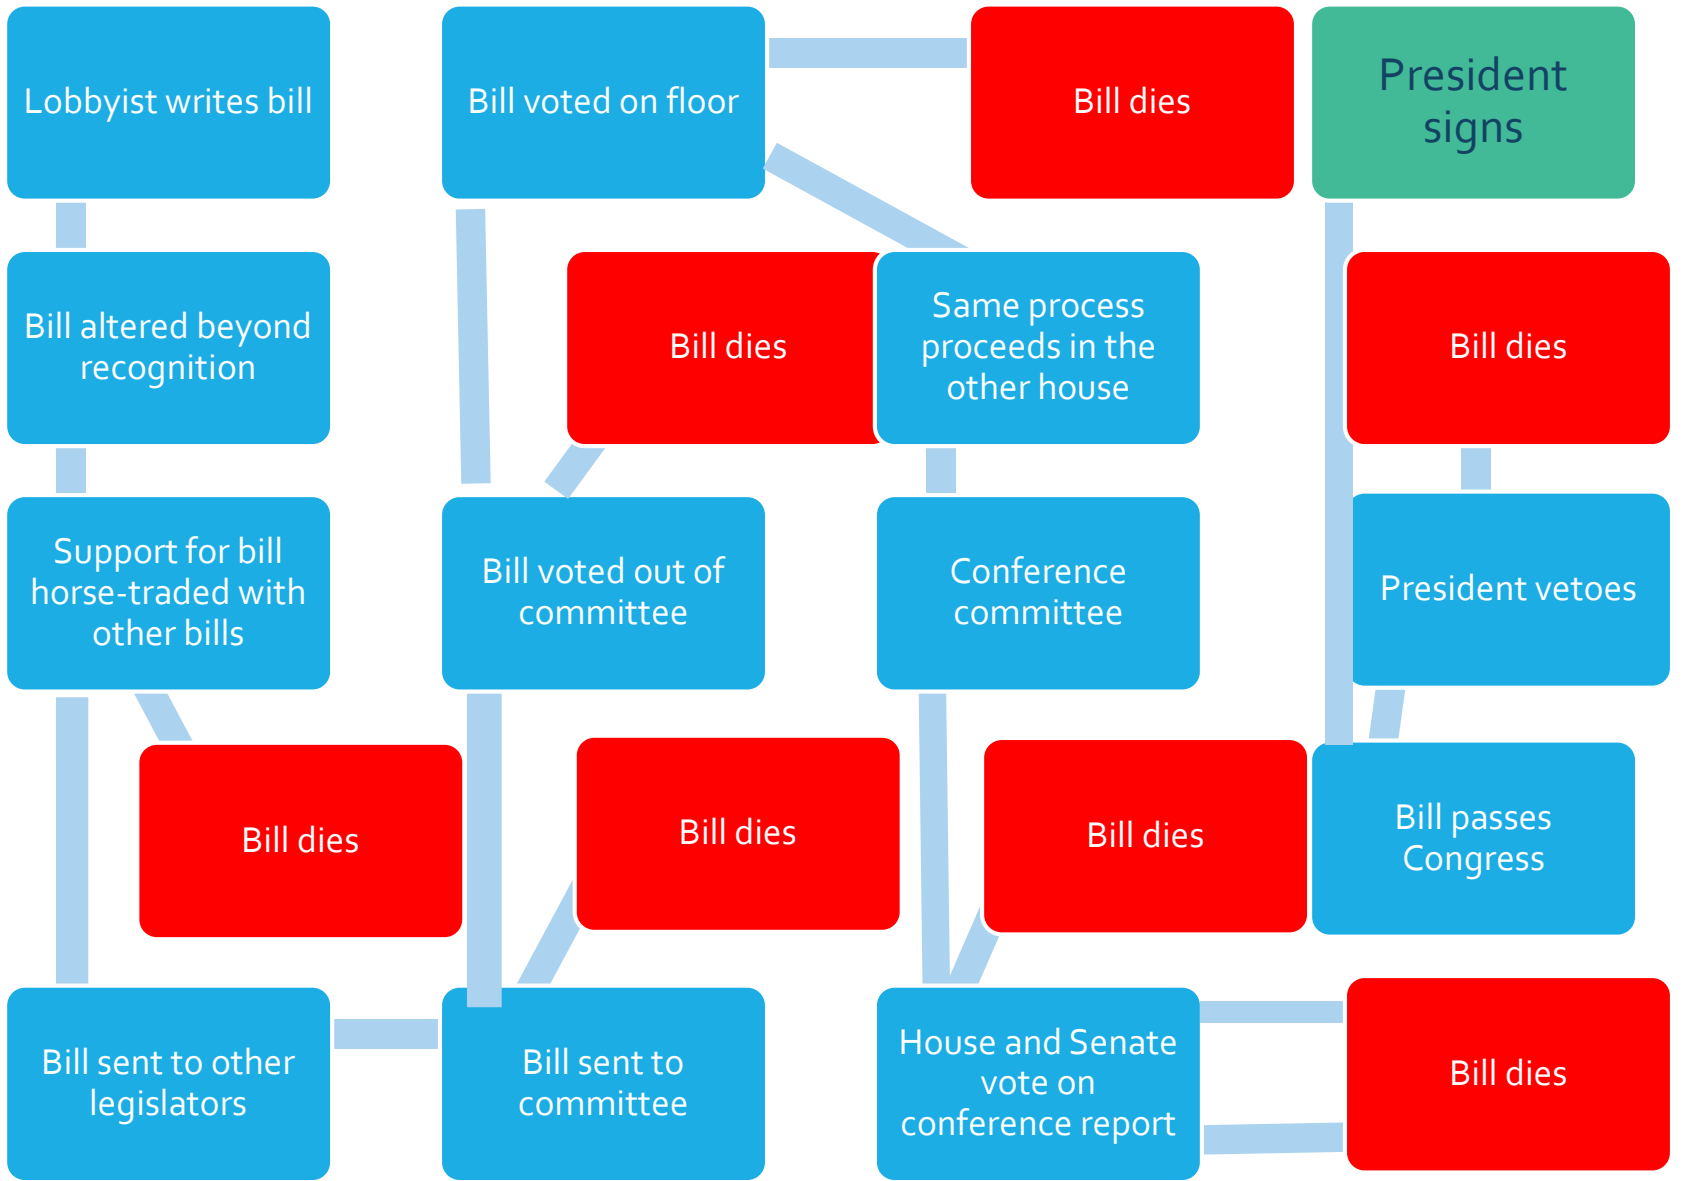 Lobbyist writes bill
Bill altered beyond
recognition
Support for bill
horse-traded with
other bills
Bill dies
Bill sent to other
legislators
Bill sent to
committee
Bill dies
Bill voted out of
committee
Bill dies
Bill voted on floor
Bill dies
Same process
proceeds in the
other house
Conference
committee
House and Senate
vote on
conference report
Bill dies
Bill dies
Bill passes
Congress
President vetoes
Bill dies
President
signs